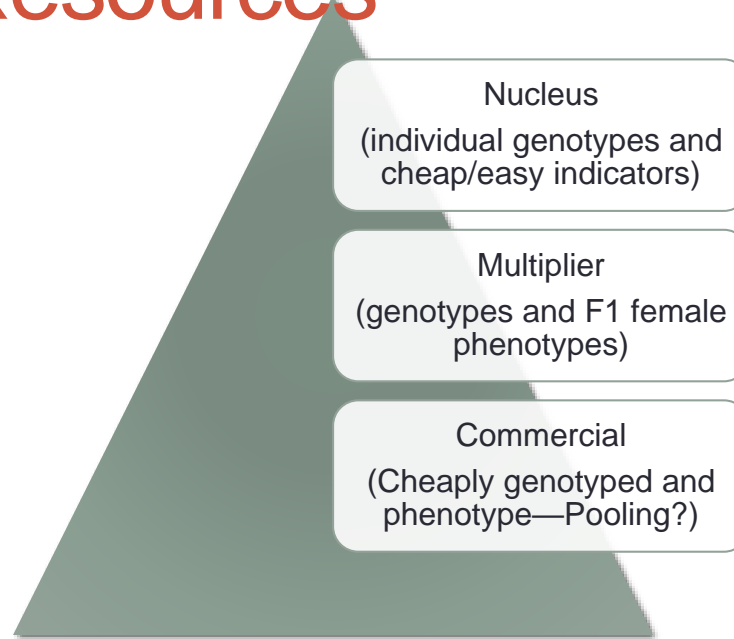 Resources
Nucleus
(individual genotypes and
cheap/easy indicators)
Multiplier
(genotypes and F1 female
phenotypes)
Commercial
(Cheaply genotyped and
phenotype—Pooling?)